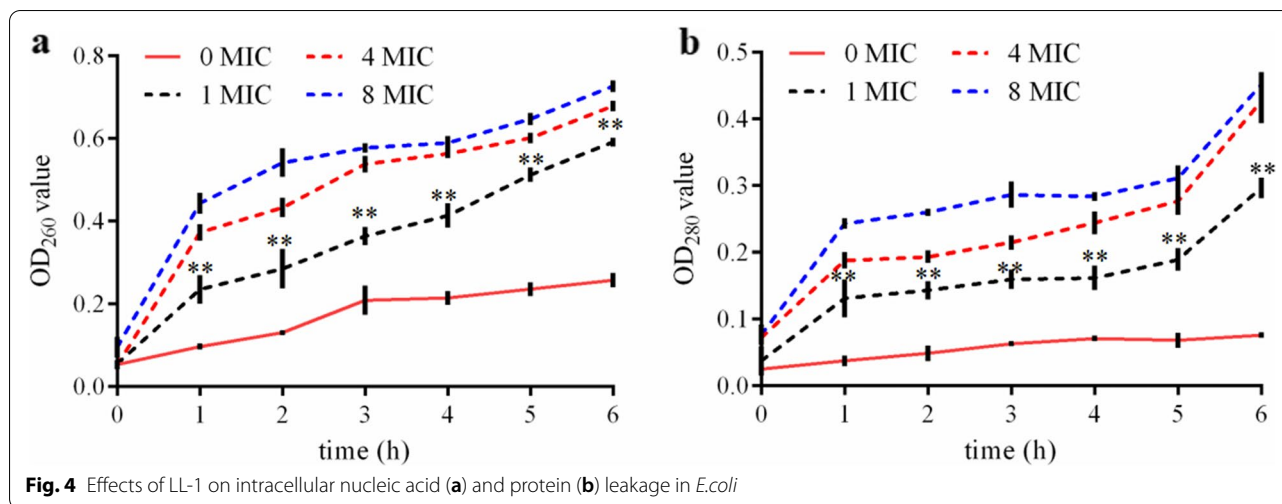 a
0 MIC 4 MIC
1 MIC 8 MIC
OD260 value
0.8
0.6
0.4
0.2
0.0
** ** ** ** ** **
0 1 2 3 4 5 6
time (h)
b
0 MIC 4 MIC
1 MIC 8 MIC
OD280 value
0.5
0.4
0.3
0.2
0.1
0.0
** ** ** ** ** **
0 1 2 3 4 5 6
time (h)
Fig. 4 Effects of LL-1 on intracellular nucleic acid (a) and protein (b) leakage in E.coli